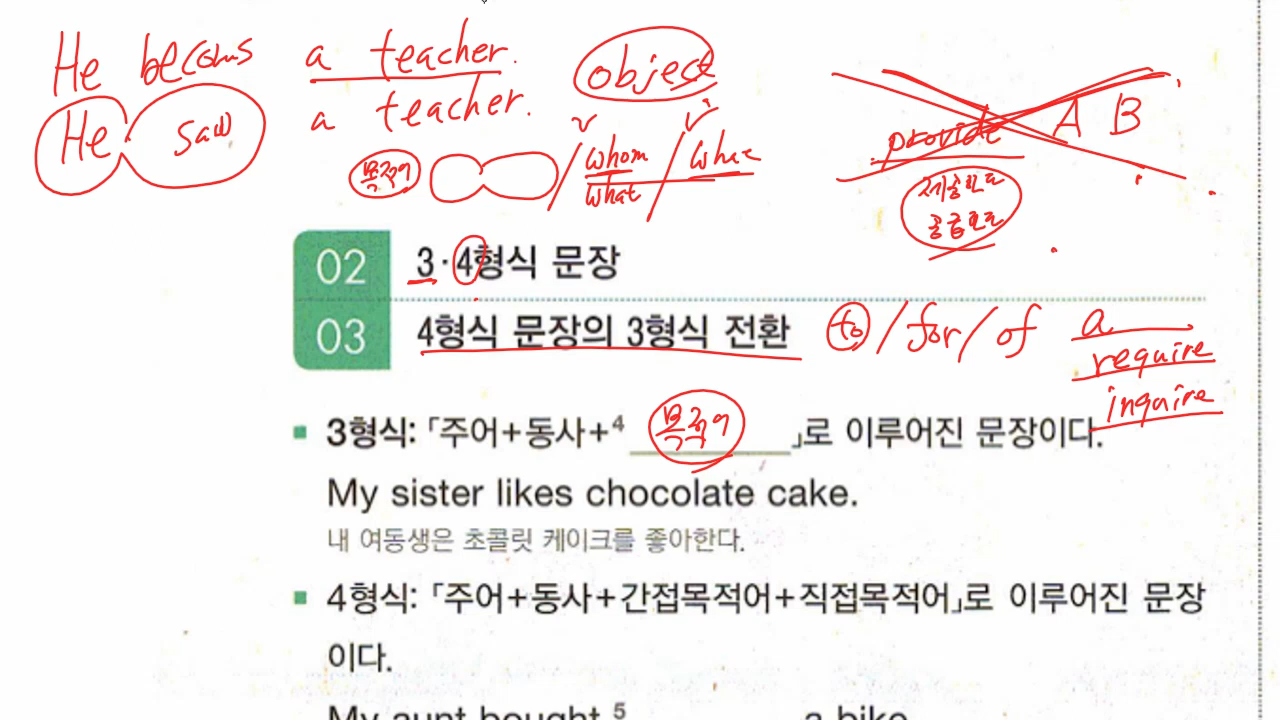 He becoms a teacher.
He saw a teacher.
object
목적어 / whom / whac
what
provide A B
제공한다
공급한다
02 3·4형식 문장
03 4형식 문장의 3형식 전환
to / for / of
a
require
inquire
3형식: 「주어+동사+4 목적어 」로 이루어진 문장이다.
My sister likes chocolate cake.
내 여동생은 초콜릿 케이크를 좋아한다.
4형식: 「주어+동사+간접목적어+직접목적어」로 이루어진 문장
이다.
My aunt bought 5 a bike